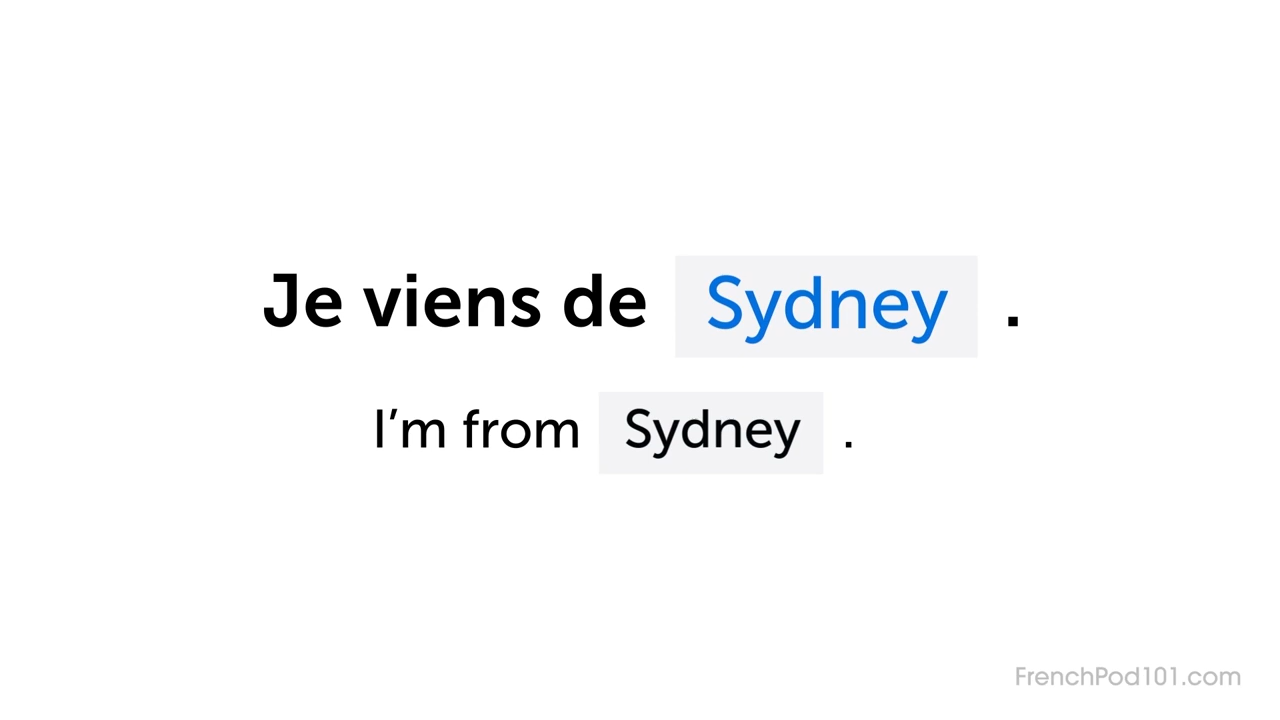 Je viens de Sydney .
I’m from Sydney .
FrenchPod101.com